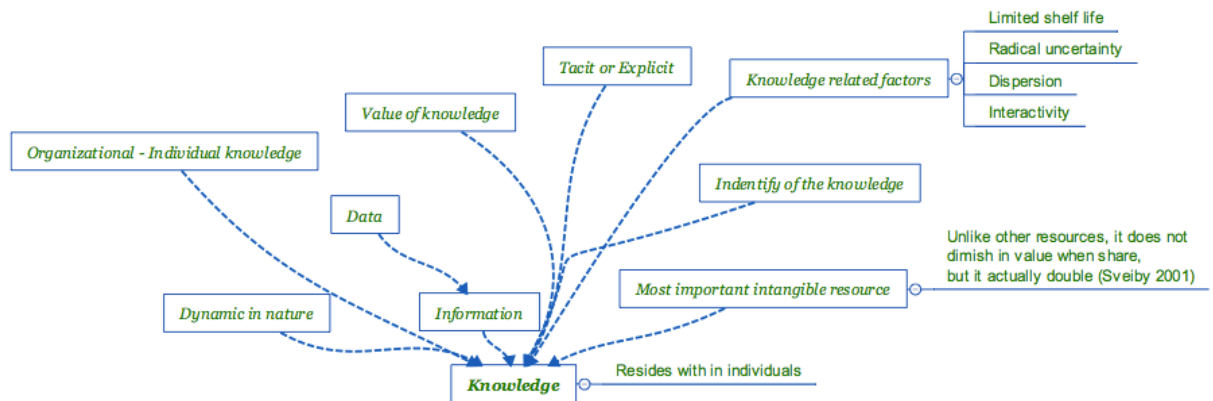 Limited shelf life
Tacit or Explicit
Radical uncertainty
Knowledge related factors
Dispersion
Value of knowledge
Interactivity
Organizational - Individual knowledge
Indentify of the knowledge
Data
Unlike other resources, it does not
dimish in value when share,
but it actually double (Sveiby 2001)
Most important intangible resource
Dynamic in nature
Information
Resides with in individuals
Knowledge